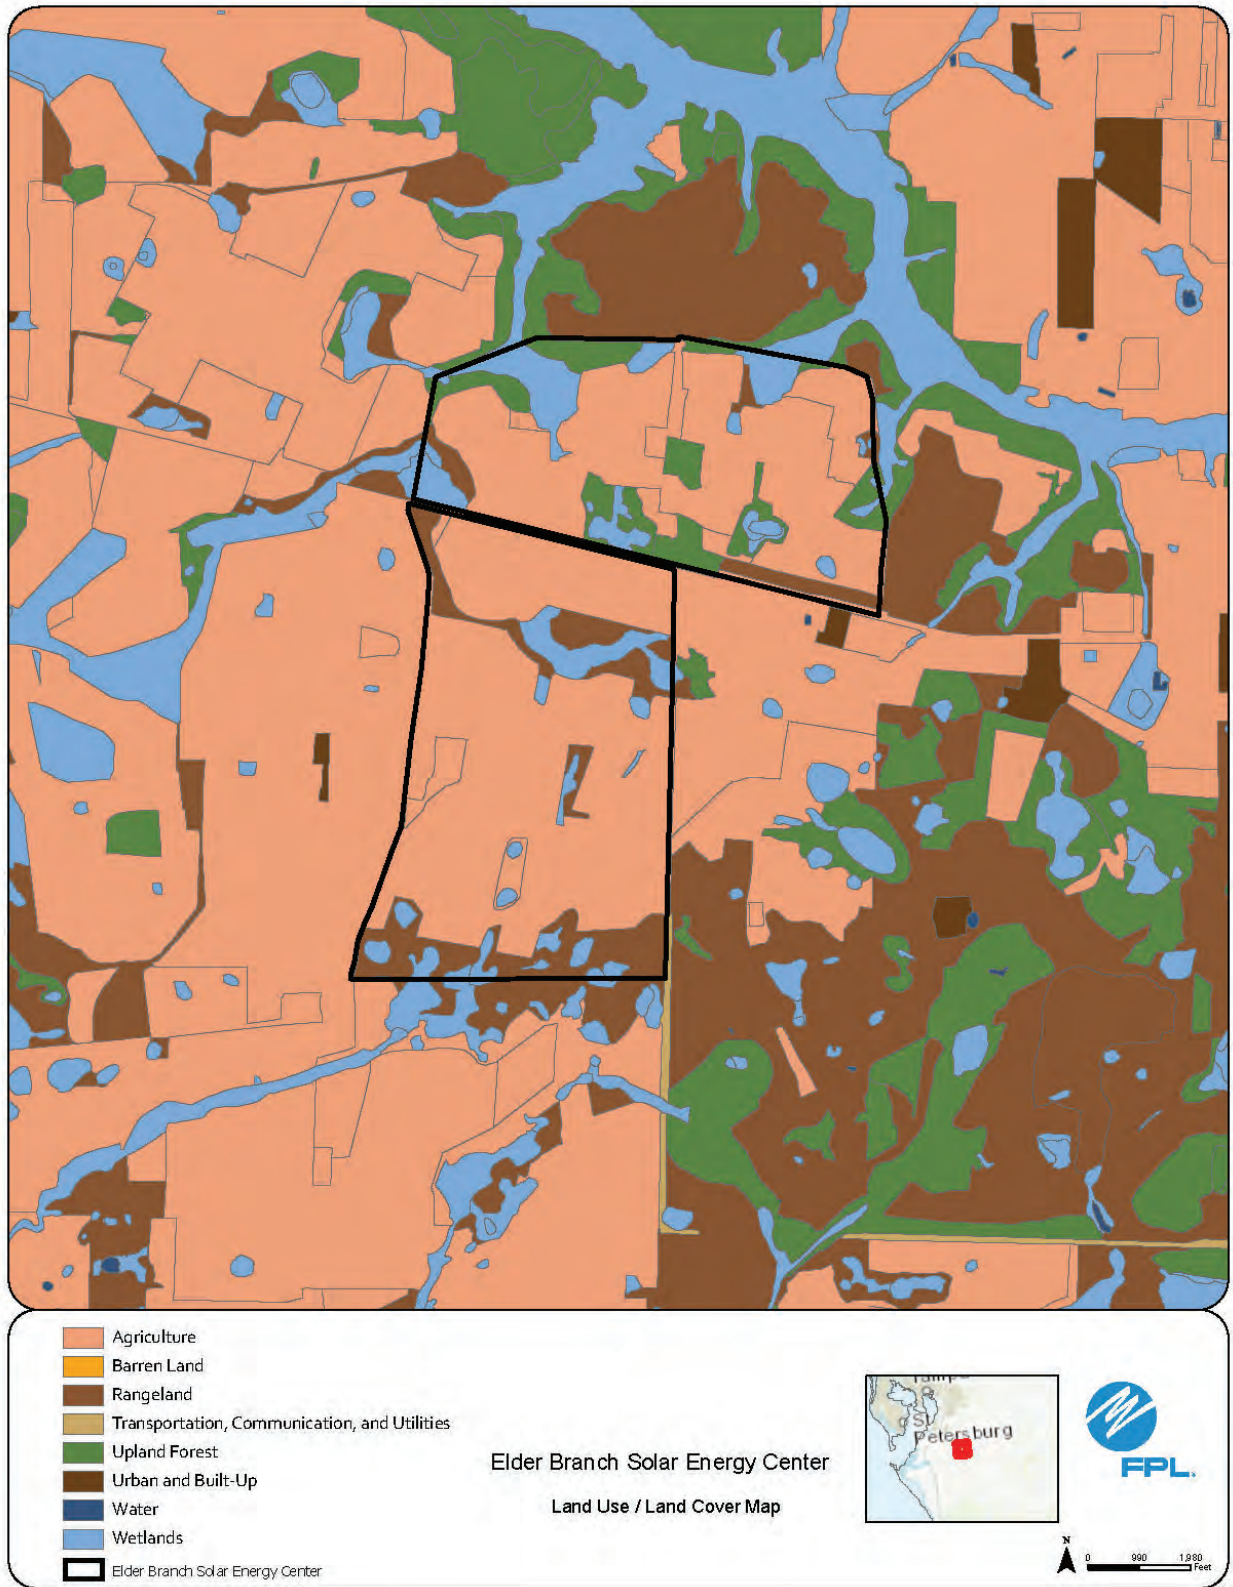 Agriculture
Barren Land
Rangeland
Transportation, Communication, and Utilities
Upland Forest
Urban and Built-Up
Water
Wetlands
Elder Branch Solar Energy Center
Elder Branch Solar Energy Center
Land Use / Land Cover Map
St
Petersburg
FPL.
N
0 990 1,980
Feet